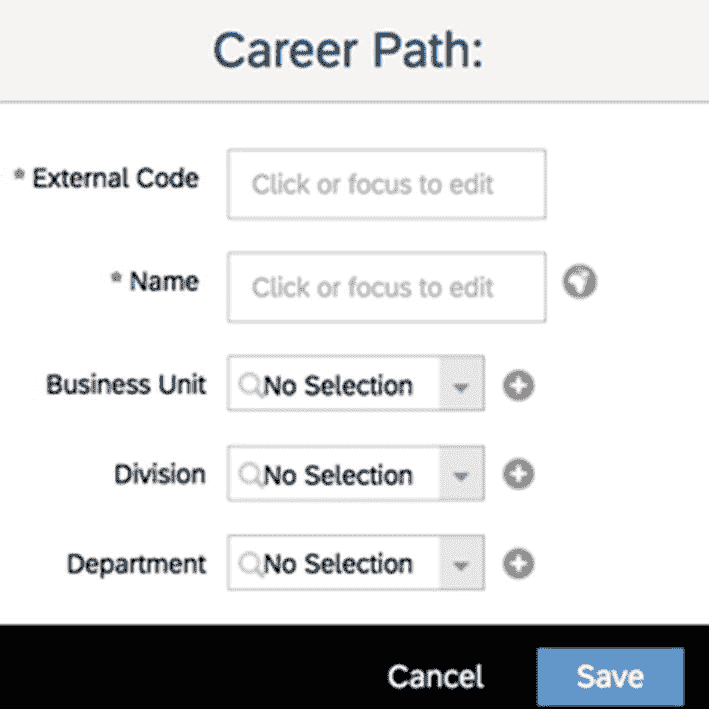 Career Path:
* External Code Click or focus to edit
* Name Click or focus to edit
Business Unit No Selection
Division No Selection
Department No Selection
Cancel Save